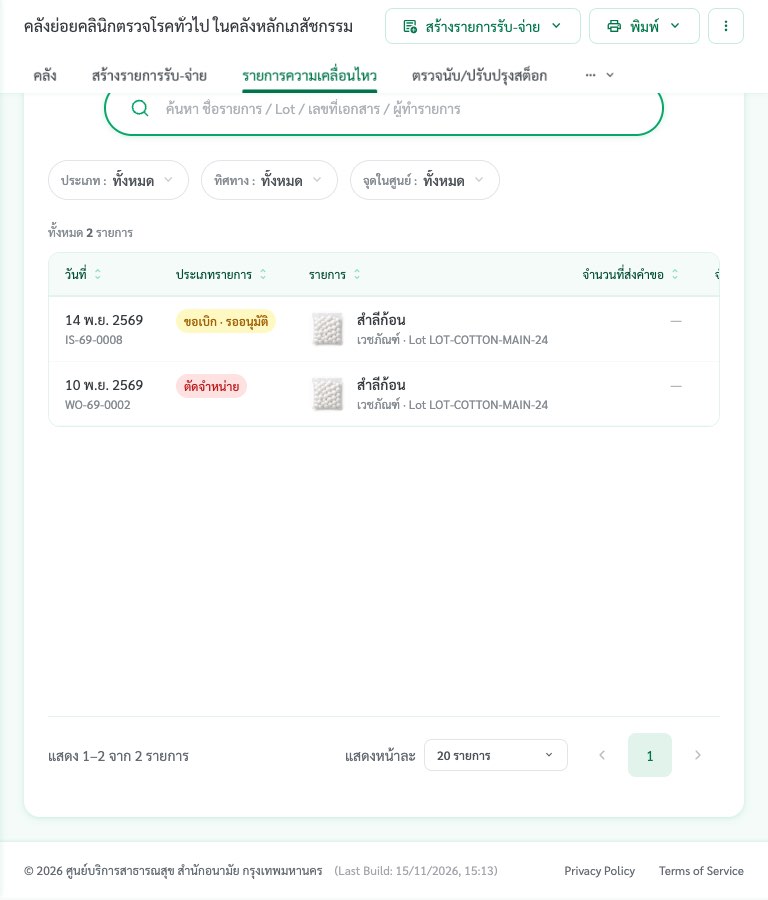 คลังย่อยคลินิกตรวจโรคทั่วไป ในคลังหลักเภสัชกรรม
สร้างรายการรับ-จ่าย
พิมพ์
คลัง
สร้างรายการรับ-จ่าย
รายการความเคลื่อนไหว
ตรวจนับ/ปรับปรุงสต็อก
ค้นหา ชื่อรายการ / Lot / เลขที่เอกสาร / ผู้ทำรายการ
ประเภท : ทั้งหมด
ทิศทาง : ทั้งหมด
จุดในศูนย์ : ทั้งหมด
ทั้งหมด 2 รายการ
วันที่ ประเภทรายการ รายการ จำนวนที่ส่งคำขอ
14 พ.ย. 2569 ขอเบิก · รออนุมัติ สำลีก้อน —
IS-69-0008 เวชภัณฑ์ · Lot LOT-COTTON-MAIN-24
10 พ.ย. 2569 ตัดจำหน่าย สำลีก้อน —
WO-69-0002 เวชภัณฑ์ · Lot LOT-COTTON-MAIN-24
แสดง 1–2 จาก 2 รายการ แสดงหน้าละ 20 รายการ 1
© 2026 ศูนย์บริการสาธารณสุข สำนักอนามัย กรุงเทพมหานคร (Last Build: 15/11/2026, 15:13) Privacy Policy Terms of Service